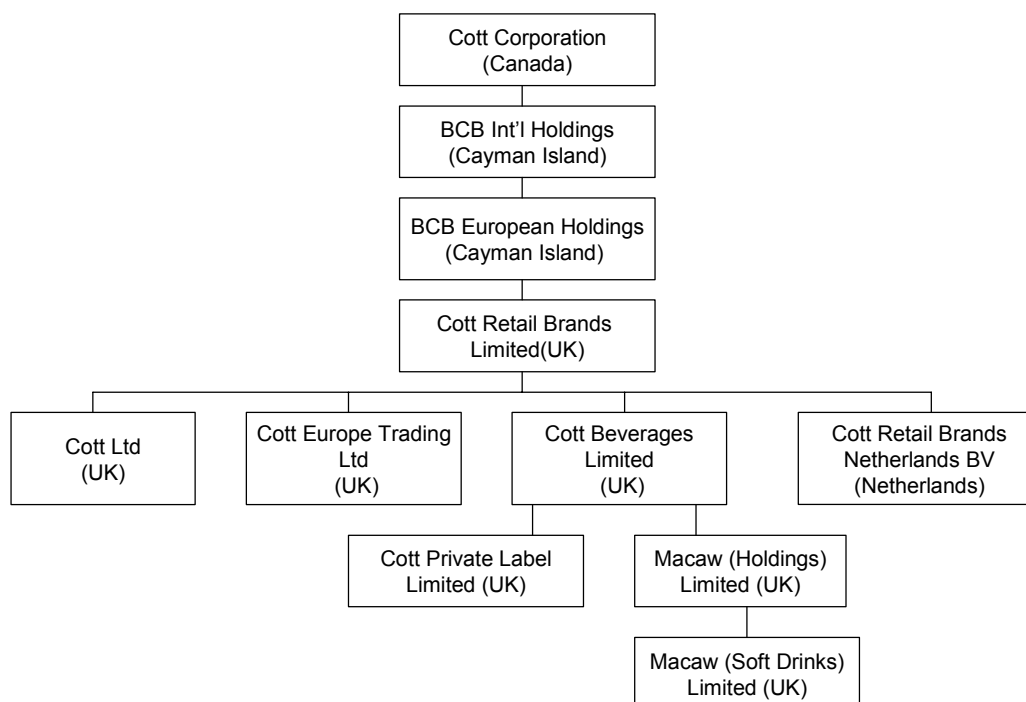 Cott Corporation
(Canada)
BCB Int'l Holdings
(Cayman Island)
BCB European Holdings
(Cayman Island)
Cott Retail Brands
Limited(UK)
Cott Ltd
(UK)
Cott Europe Trading
Ltd
(UK)
Cott Beverages
Limited
(UK)
Cott Retail Brands
Netherlands BV
(Netherlands)
Cott Private Label
Limited (UK)
Macaw (Holdings)
Limited (UK)
Macaw (Soft Drinks)
Limited (UK)